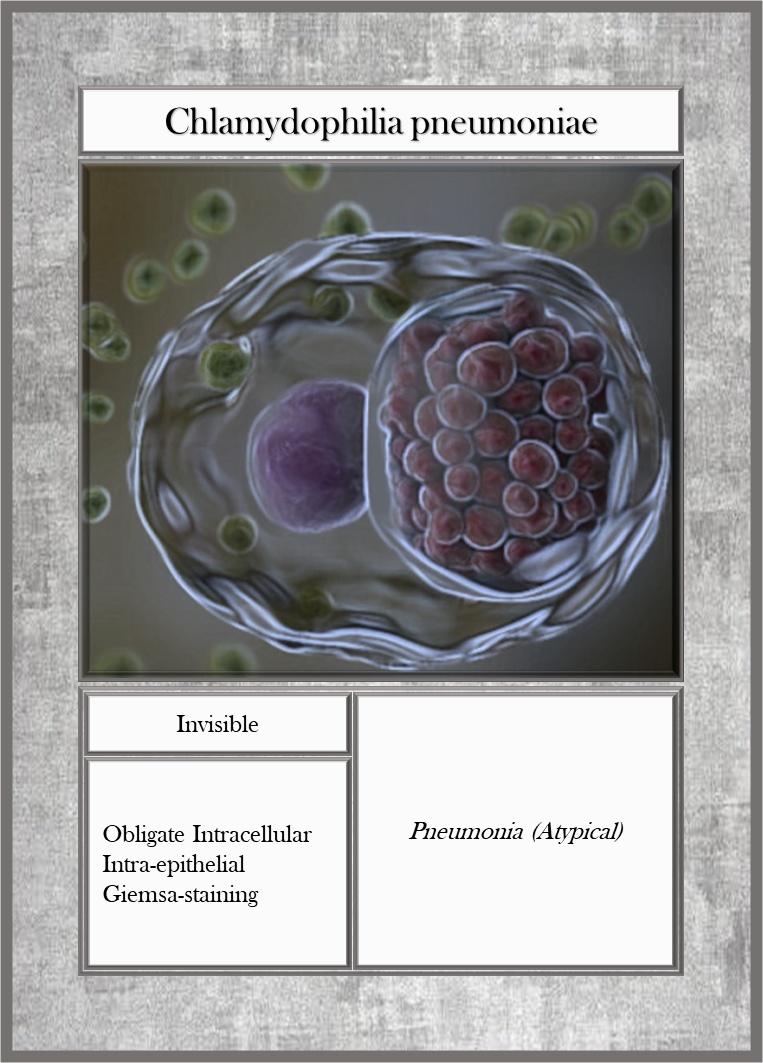 Chlamydophilia pneumoniae
Invisible
Obligate Intracellular
Intra-epithelial
Giemsa-staining
Pneumonia (Atypical)